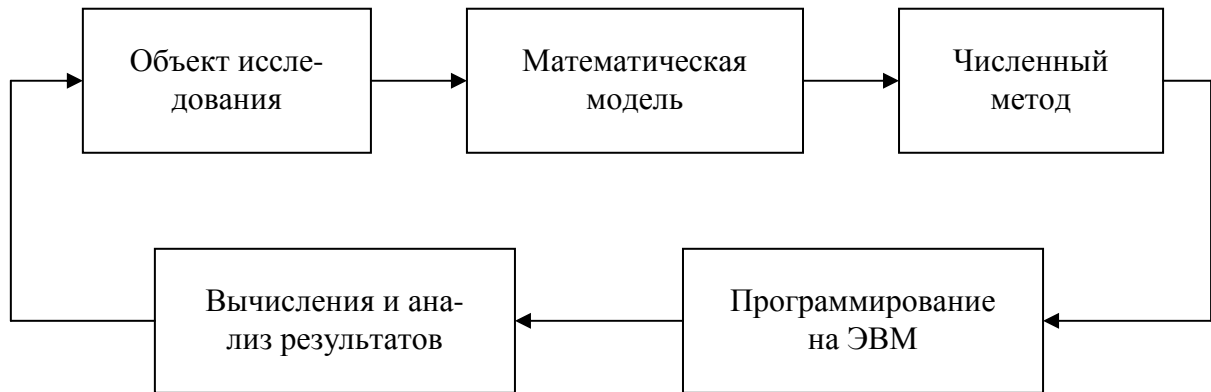 Объект иссле-
дования
Математическая
модель
Численный
метод
Вычисления и ана-
лиз результатов
Программирование
на ЭВМ